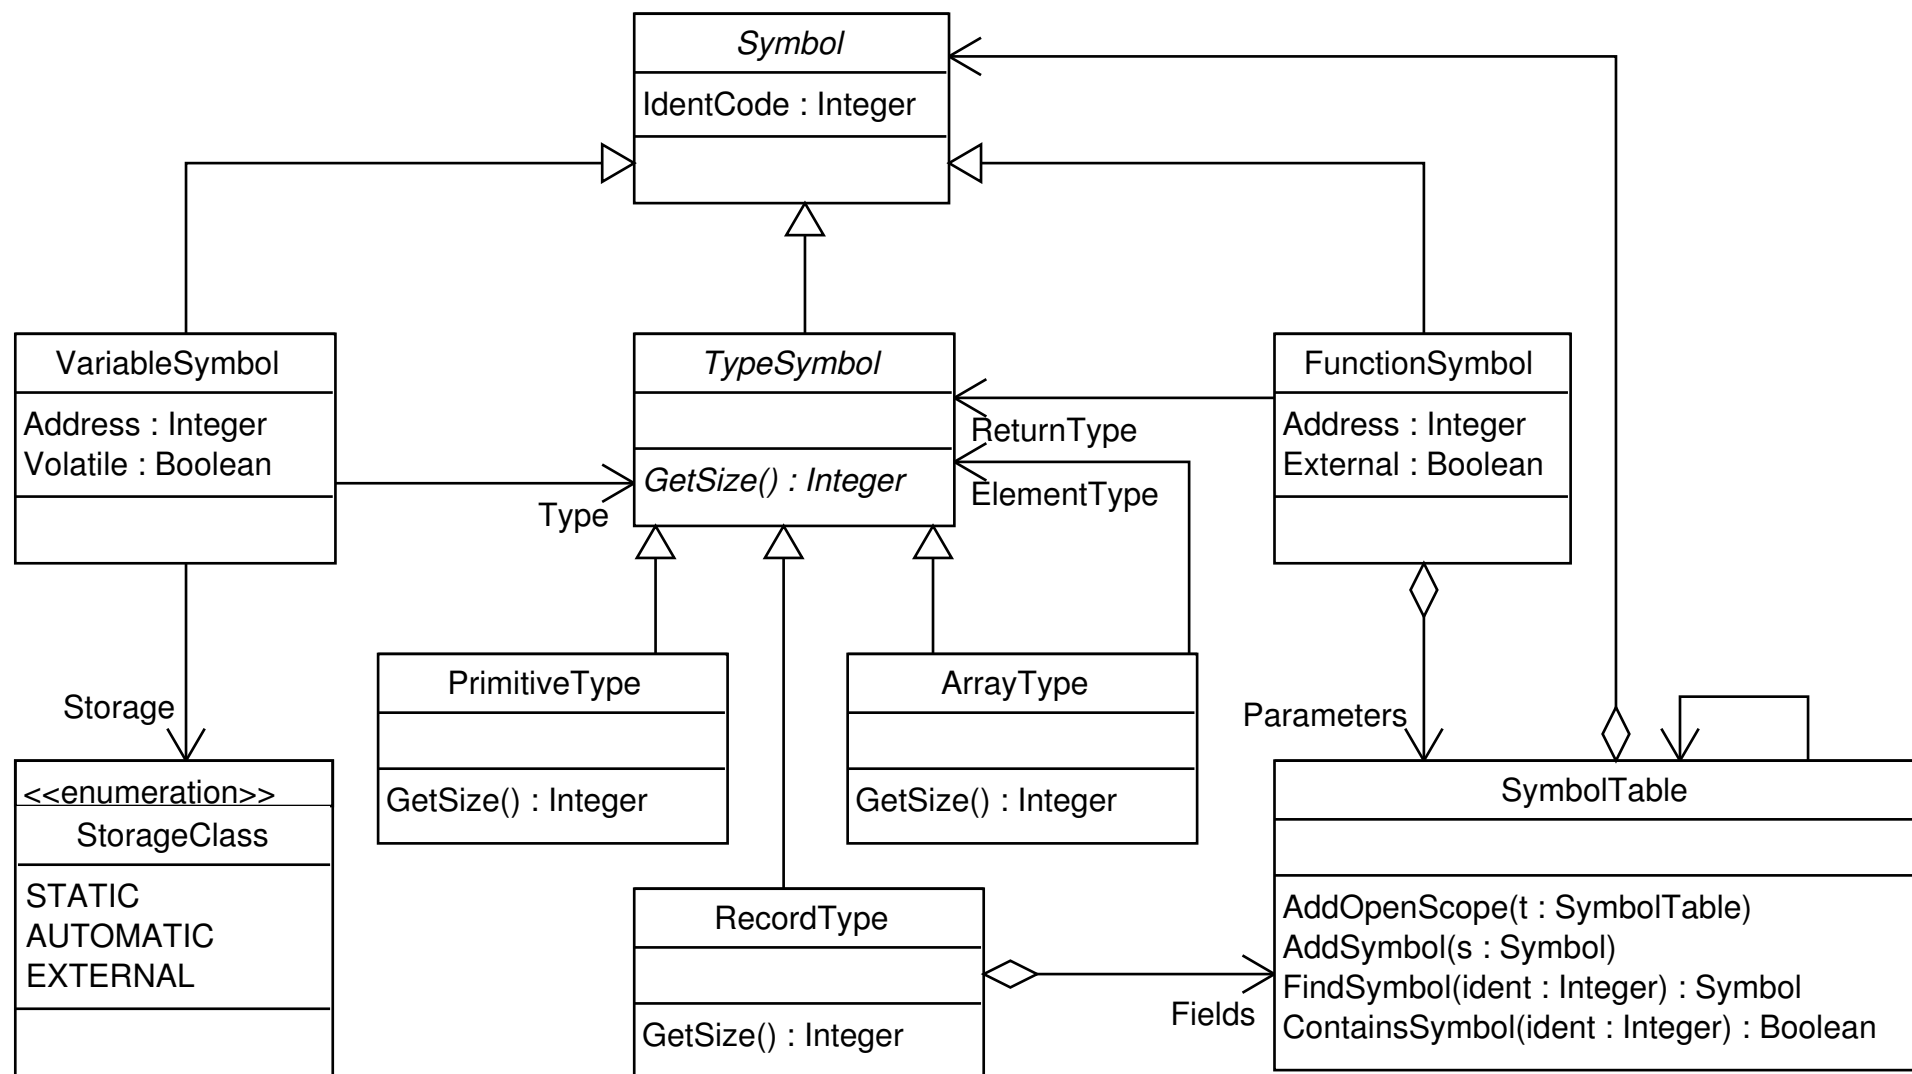 Symbol
IdentCode : Integer
VariableSymbol
Address : Integer
Volatile : Boolean
TypeSymbol
GetSize() : Integer
FunctionSymbol
Address : Integer
External : Boolean
ReturnType
ElementType
Type
Storage
<<enumeration>>
StorageClass
STATIC
AUTOMATIC
EXTERNAL
PrimitiveType
GetSize() : Integer
ArrayType
GetSize() : Integer
Parameters
SymbolTable
AddOpenScope(t : SymbolTable)
AddSymbol(s : Symbol)
FindSymbol(ident : Integer) : Symbol
ContainsSymbol(ident : Integer) : Boolean
RecordType
GetSize() : Integer
Fields